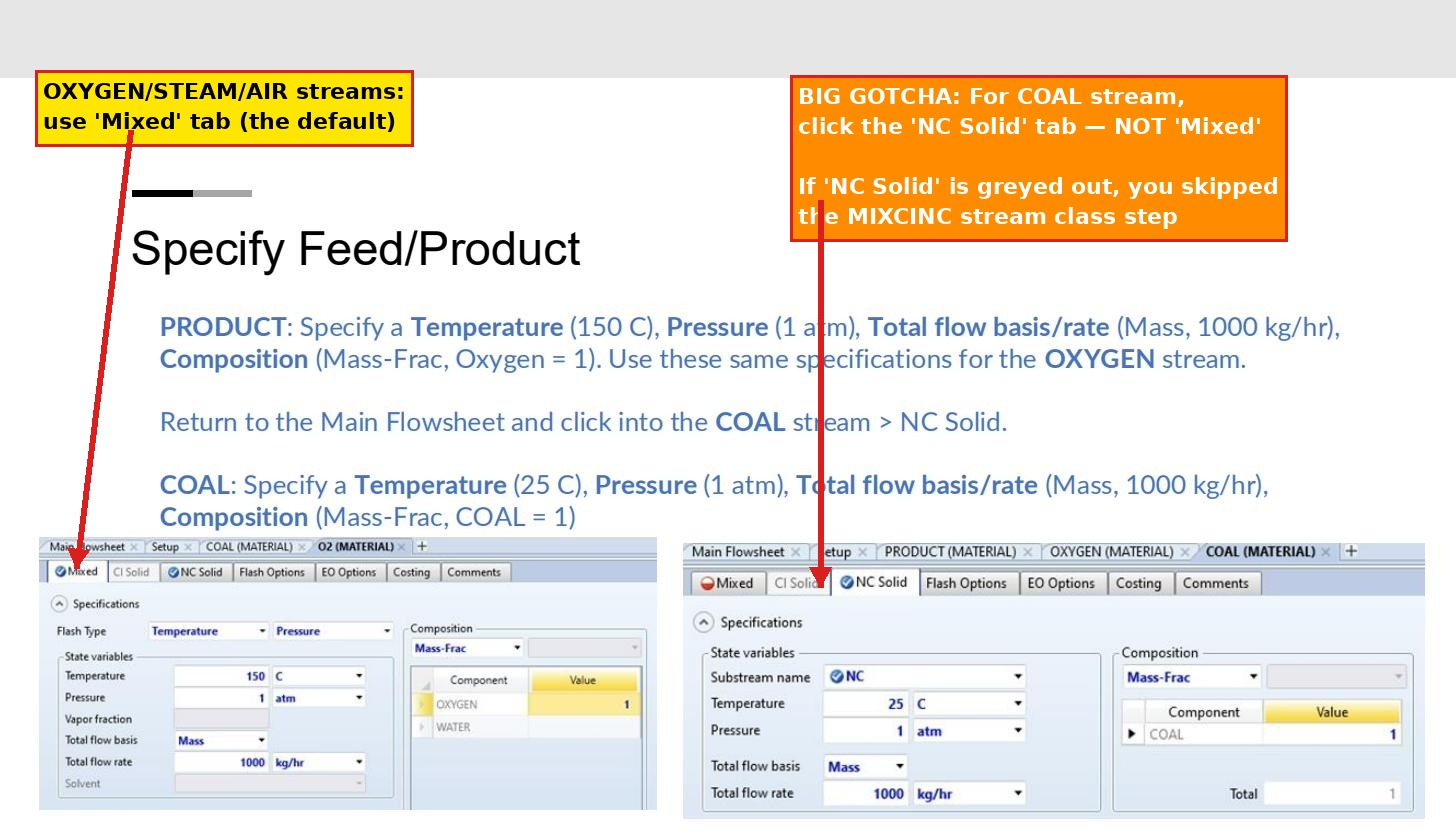 OXYGEN/STEAM/AIR streams:
use 'Mixed' tab (the default)
BIG GOTCHA: For COAL stream,
click the 'NC Solid' tab — NOT 'Mixed'
If 'NC Solid' is greyed out, you skipped
the MIXCINC stream class step
Specify Feed/Product
PRODUCT: Specify a Temperature (150 C), Pressure (1 atm), Total flow basis/rate (Mass, 1000 kg/hr),
Composition (Mass-Frac, Oxygen = 1). Use these same specifications for the OXYGEN stream.
Return to the Main Flowsheet and click into the COAL stream > NC Solid.
COAL: Specify a Temperature (25 C), Pressure (1 atm), Total flow basis/rate (Mass, 1000 kg/hr),
Composition (Mass-Frac, COAL = 1)
Main Flowsheet Setup COAL (MATERIAL) O2 (MATERIAL) +
Mixed CI Solid NC Solid Flash Options EO Options Costing Comments
Specifications
Flash Type Temperature Pressure
State variables
Temperature 150 C
Pressure 1 atm
Vapor fraction
Total flow basis Mass
Total flow rate 1000 kg/hr
Solvent
Composition
Mass-Frac
Component Value
OXYGEN 1
WATER
Main Flowsheet Setup PRODUCT (MATERIAL) OXYGEN (MATERIAL) COAL (MATERIAL) +
Mixed CI Solid NC Solid Flash Options EO Options Costing Comments
Specifications
State variables
Substream name NC
Temperature 25 C
Pressure 1 atm
Total flow basis Mass
Total flow rate 1000 kg/hr
Composition
Mass-Frac
Component Value
COAL 1
Total 1